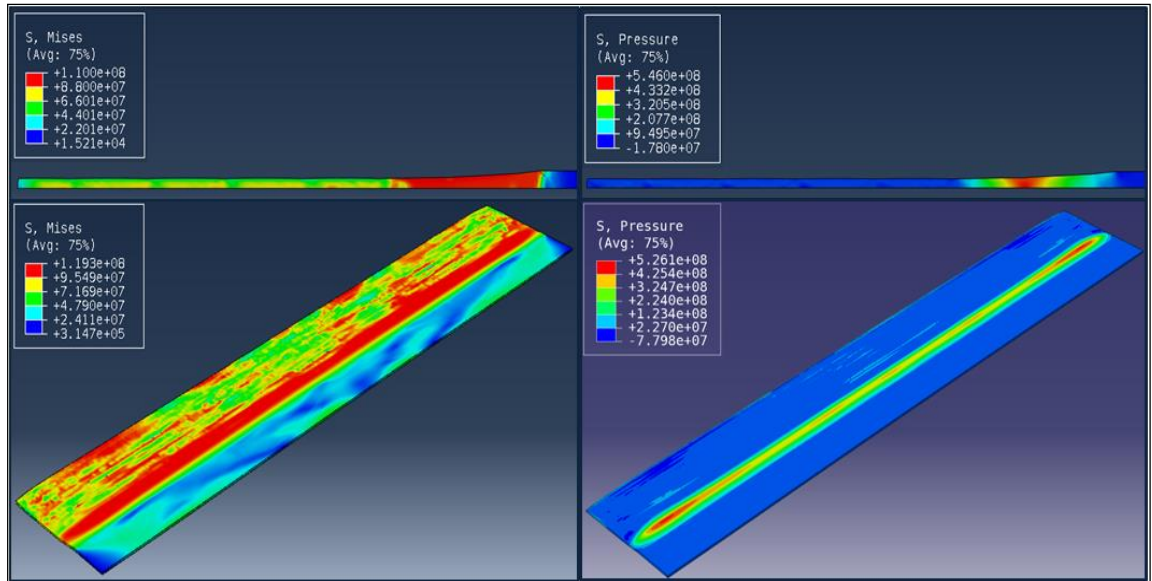 S, Mises
(Avg: 75%)
+1.100e+08
+8.800e+07
+6.601e+07
+4.401e+07
+2.201e+07
+1.521e+04
S, Pressure
(Avg: 75%)
+5.460e+08
+4.332e+08
+3.205e+08
+2.077e+08
+9.495e+07
-1.780e+07
S, Mises
(Avg: 75%)
+1.193e+08
+9.549e+07
+7.169e+07
+4.790e+07
+2.411e+07
+3.147e+05
S, Pressure
(Avg: 75%)
+5.261e+08
+4.254e+08
+3.247e+08
+2.240e+08
+1.234e+08
+2.270e+07
-7.798e+07